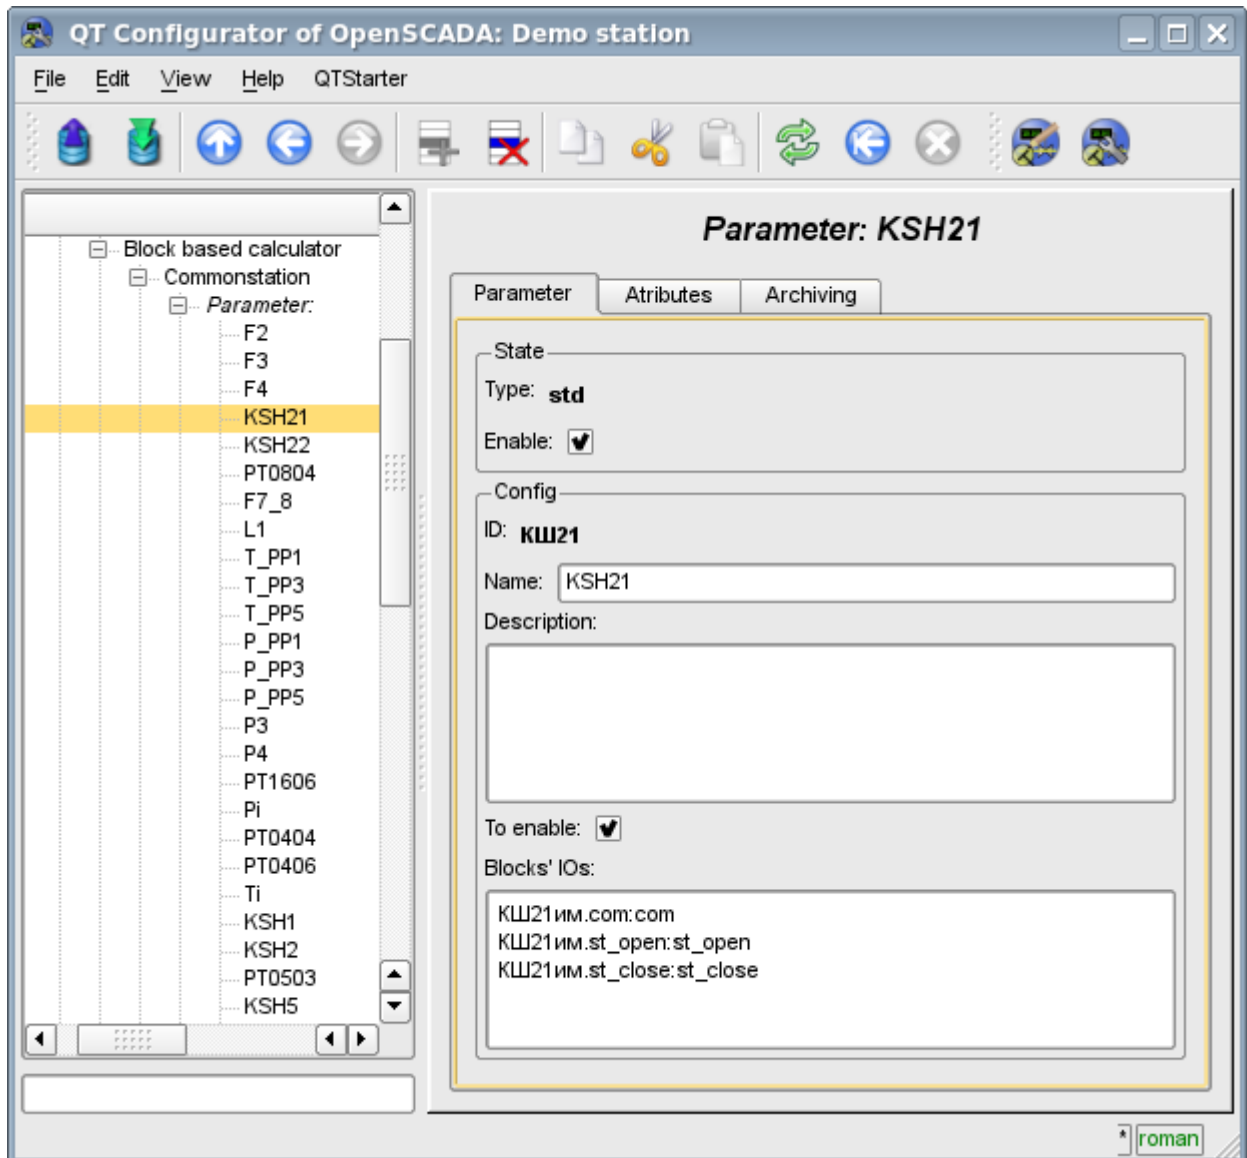 QT Configurator of OpenSCADA: Demo station
File Edit View Help QTStarter
Block based calculator
Commonstation
Parameter:
F2
F3
F4
KSH21
KSH22
PT0804
F7_8
L1
T_PP1
T_PP3
T_PP5
P_PP1
P_PP3
P_PP5
P3
P4
PT1606
Pi
PT0404
PT0406
Ti
KSH1
KSH2
PT0503
KSH5
Parameter: KSH21
Parameter Atributes Archiving
State
Type: std
Enable:
Config
ID: КШ21
Name: KSH21
Description:
To enable:
Blocks' IOs:
КШ21им.com:com
КШ21им.st_open:st_open
КШ21им.st_close:st_close
* roman